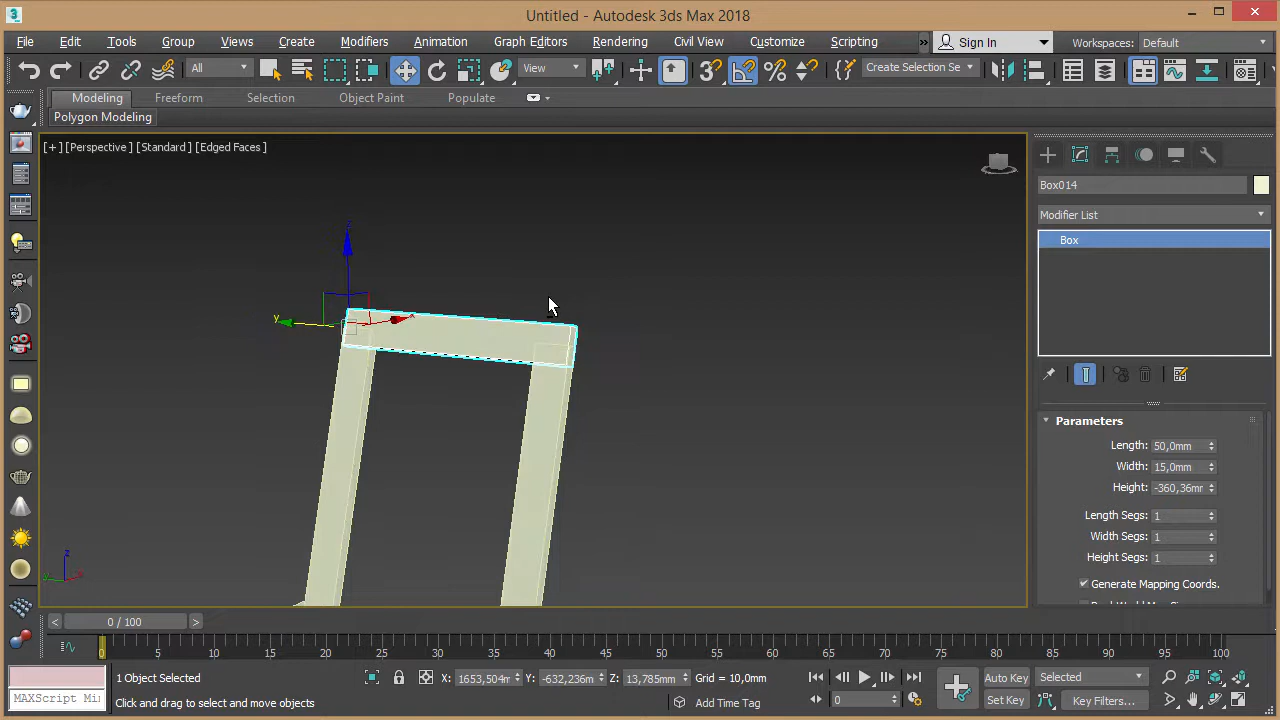 Untitled - Autodesk 3ds Max 2018
File Edit Tools Group Views Create Modifiers Animation Graph Editors Rendering Civil View Customize Scripting » Sign In Workspaces: Default
All View 3 Create Selection Se
Modeling Freeform Selection Object Paint Populate
Polygon Modeling
[+] [Perspective] [Standard] [Edged Faces]
Box014
Modifier List
Box
z
y x
Parameters
Length: 50,0mm
Width: 15,0mm
Height: -360,36mr
Length Segs: 1
Width Segs: 1
Height Segs: 1
Generate Mapping Coords.
z
< 0 / 100 >
0 5 10 15 20 25 30 35 40 45 50 55 60 65 70 75 80 85 90 95 100
1 Object Selected X: 1653,504m Y: -632,236m Z: 13,785mm Grid = 10,0mm Auto Key Selected
MAXScript Mi Click and drag to select and move objects Add Time Tag 0 Set Key Key Filters...